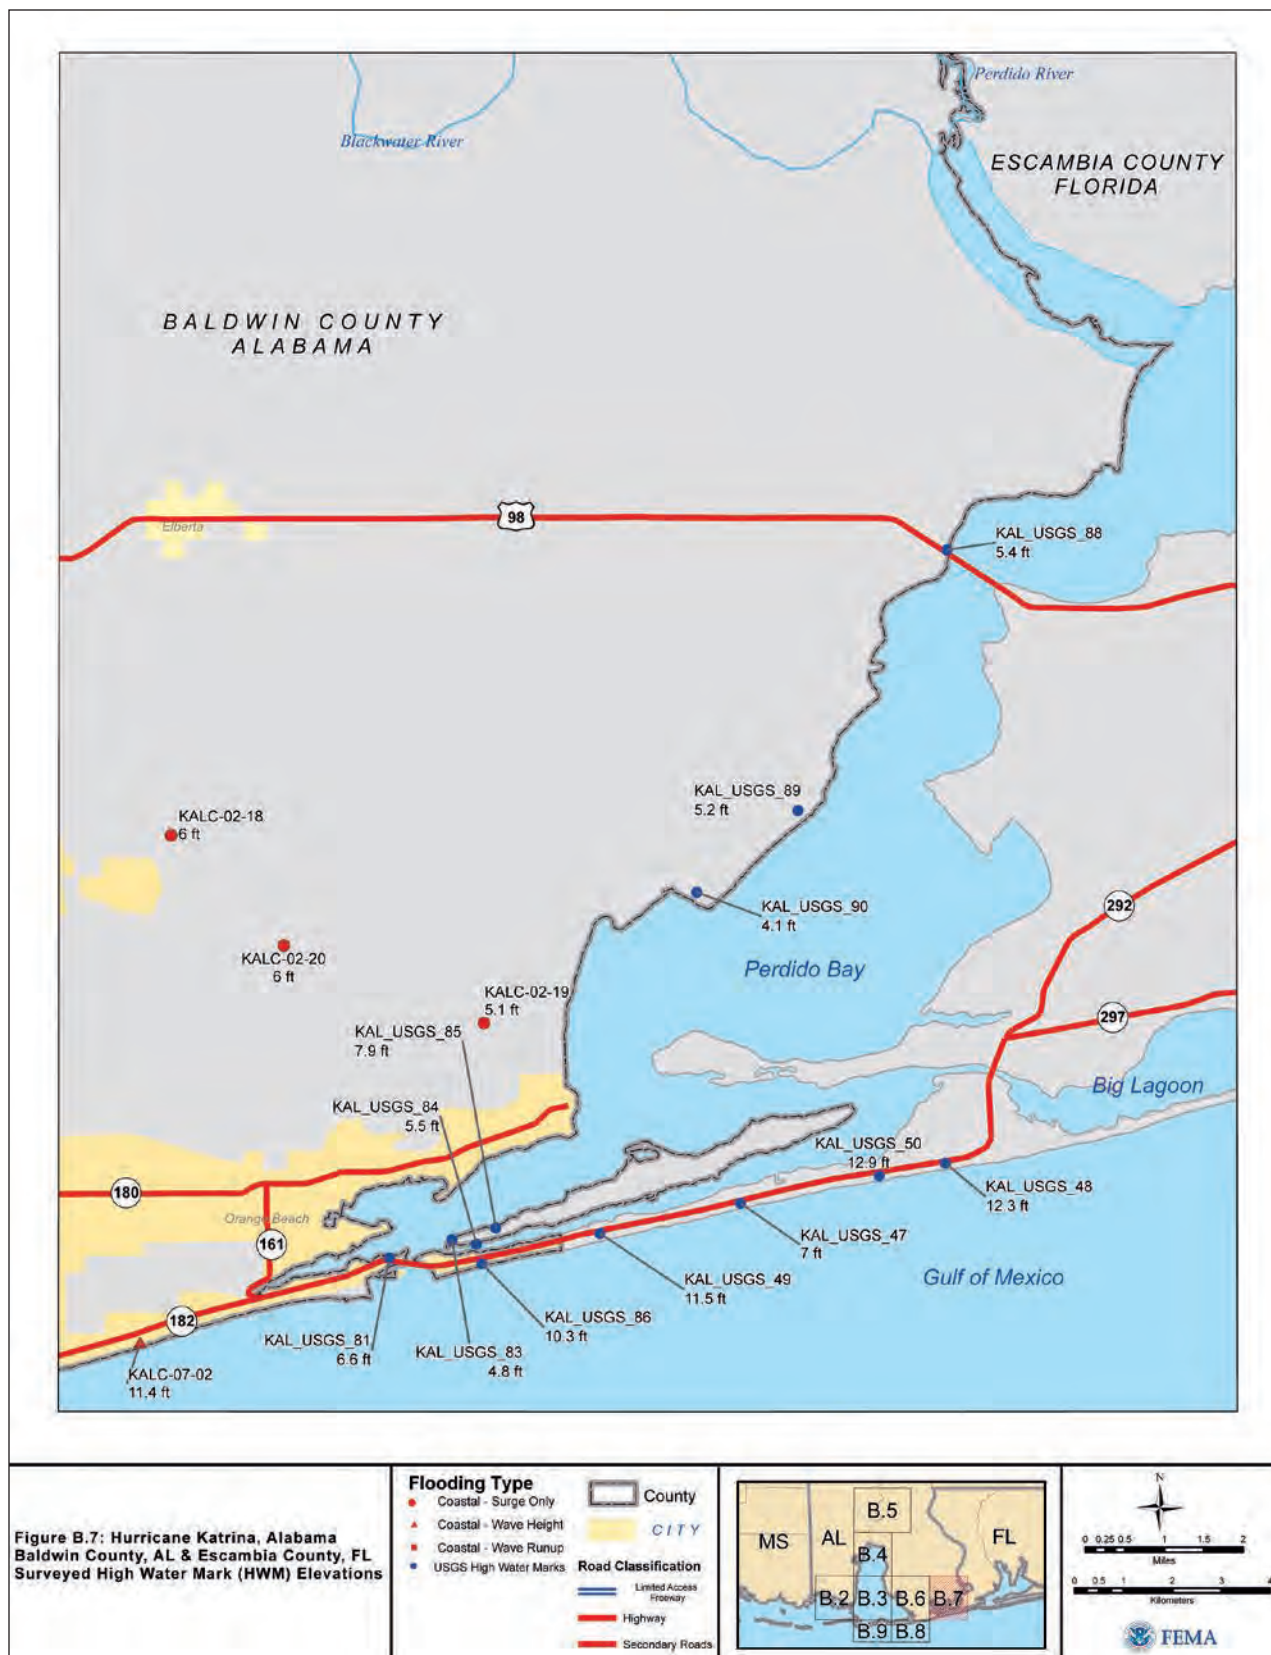 Perdido River
Blackwater River
ESCAMBIA COUNTY
FLORIDA
BALDWIN COUNTY
ALABAMA
98
Elberta
KAL_USGS_88
5.4 ft
KAL_USGS_89
5.2 ft
KALC-02-18
6 ft
KAL_USGS_90
4.1 ft
292
KALC-02-20
6 ft
Perdido Bay
KALC-02-19
5.1 ft
297
KAL_USGS_85
7.9 ft
Big Lagoon
KAL_USGS_84
5.5 ft
KAL_USGS_50
12.9 ft
180
KAL_USGS_48
12.3 ft
Orange Beach
161
KAL_USGS_47
7 ft
Gulf of Mexico
KAL_USGS_49
11.5 ft
182
KAL_USGS_86
10.3 ft
KAL_USGS_81
6.6 ft
KAL_USGS_83
4.8 ft
KALC-07-02
11.4 ft
Figure B.7: Hurricane Katrina, Alabama
Baldwin County, AL & Escambia County, FL
Surveyed High Water Mark (HWM) Elevations
Flooding Type
Coastal - Surge Only
Coastal - Wave Height
Coastal - Wave Runup
USGS High Water Marks
County
CITY
Road Classification
Limited Access
Freeway
Highway
Secondary Roads
MS
AL
FL
B.5
B.4
B.2
B.3
B.6
B.7
B.9
B.8
N
0 0.25 0.5 1 1.5 2
Miles
0 0.5 1 2 3 4
Kilometers
FEMA